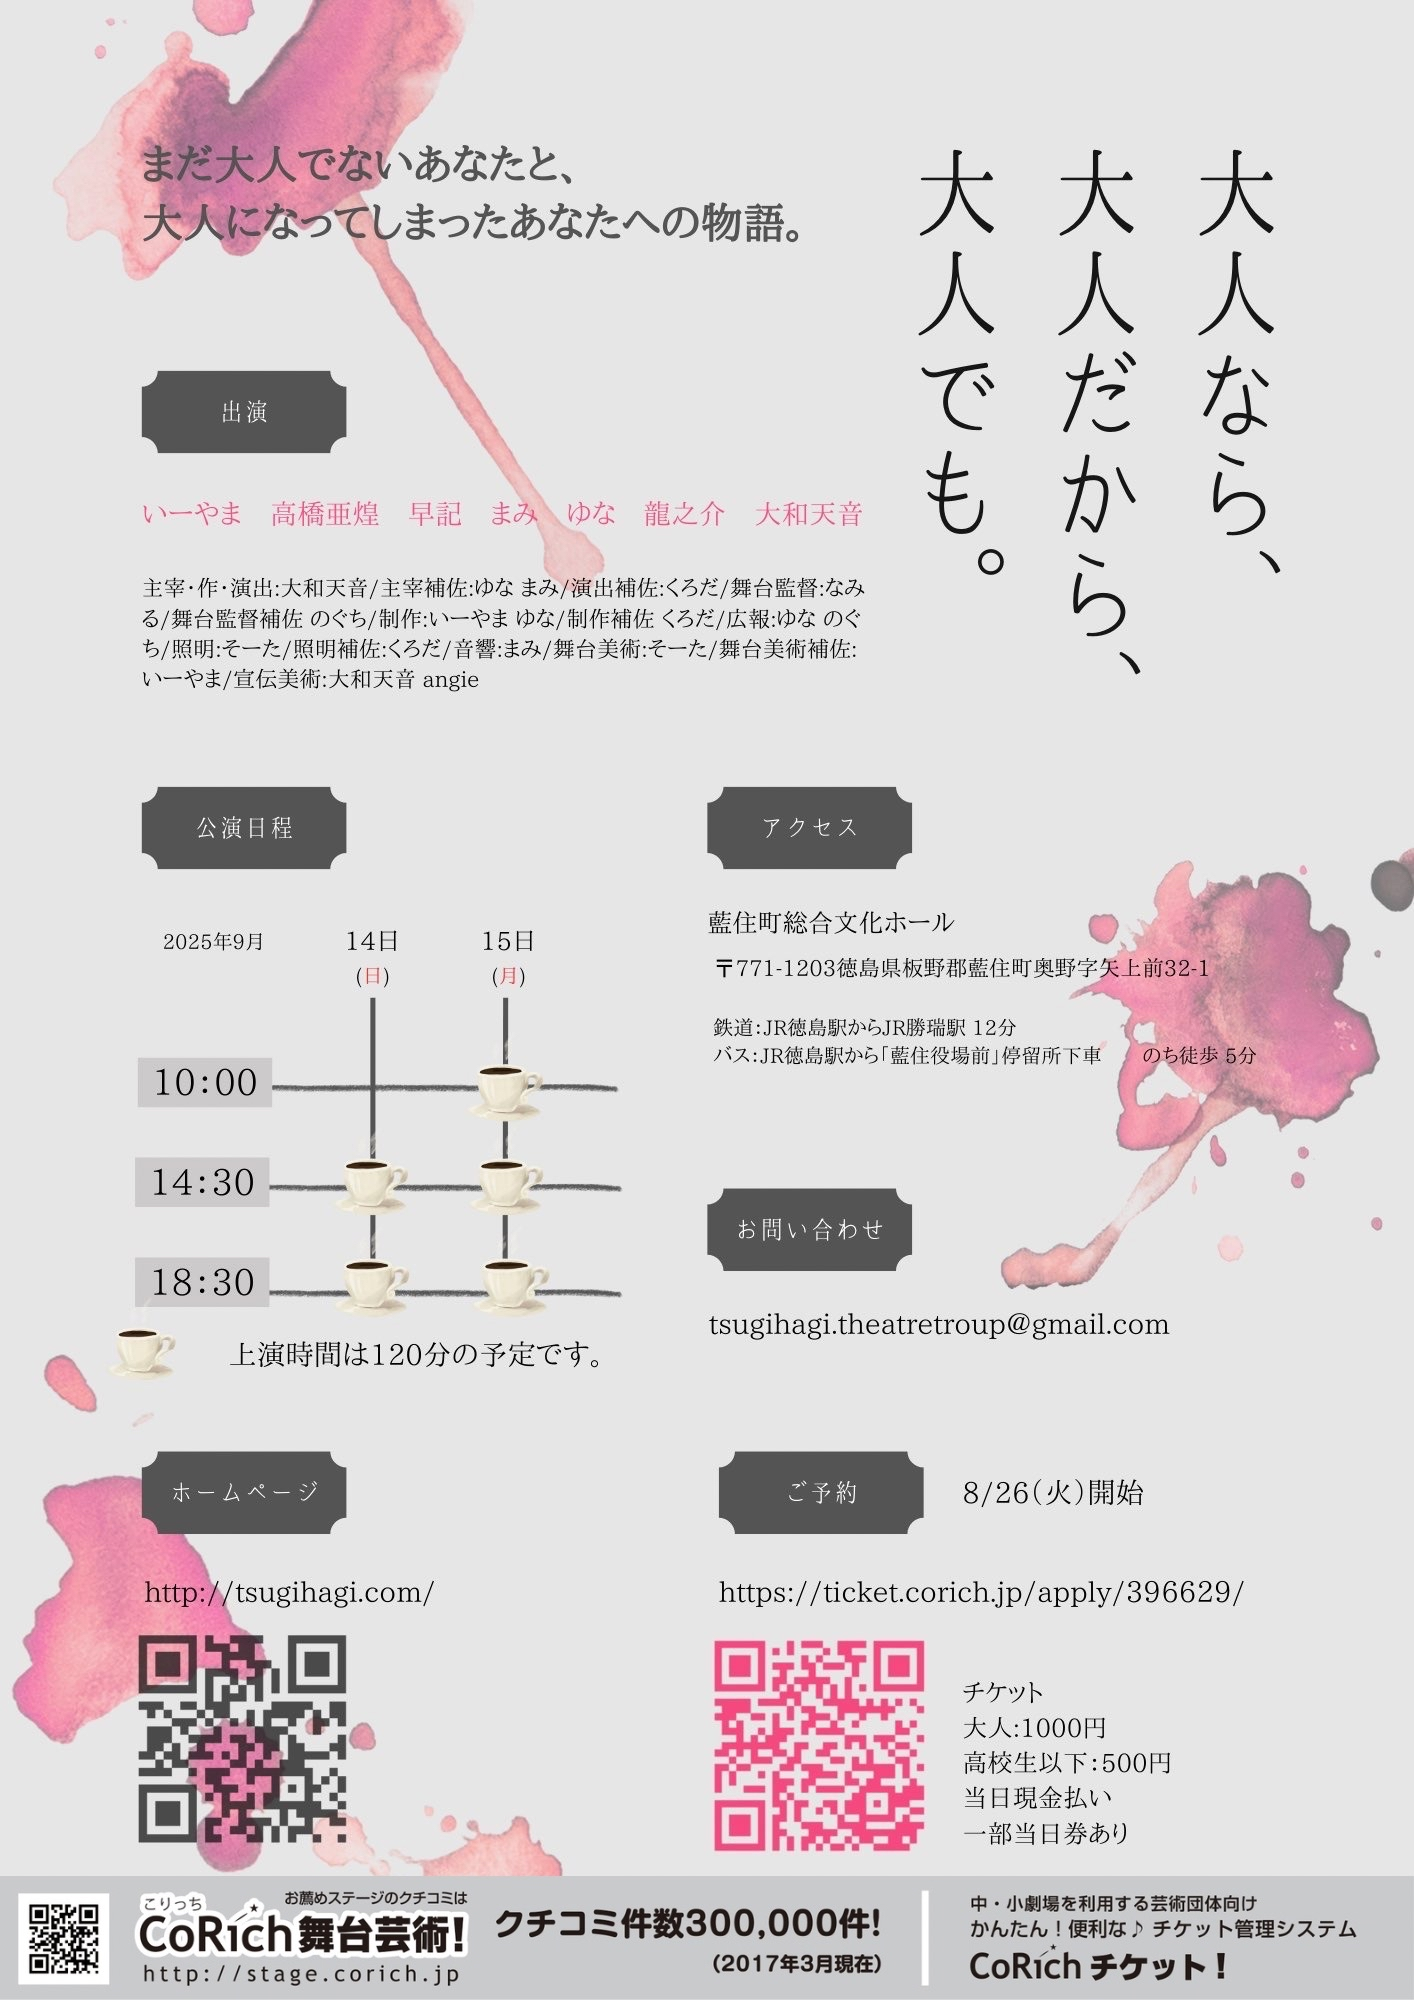 まだ大人でないあなたと、
大人になってしまったあなたへの物語。
大人なら、
大人だから、
大人でも。
出演
いーやま　高橋亜煌　早記　まみ　ゆな　龍之介　大和天音
主宰・作・演出:大和天音/主宰補佐:ゆな まみ/演出補佐:くろだ/舞台監督:なみ
る/舞台監督補佐 のぐち/制作:いーやま ゆな/制作補佐 くろだ/広報:ゆな のぐ
ち/照明:そーた/照明補佐:くろだ/音響:まみ/舞台美術:そーた/舞台美術補佐:
いーやま/宣伝美術:大和天音 angie
公演日程
2025年9月 14日 15日
(日) (月)
10:00
14:30
18:30
上演時間は120分の予定です。
アクセス
藍住町総合文化ホール
〒771-1203徳島県板野郡藍住町奥野字矢上前32-1
鉄道：JR徳島駅からJR勝瑞駅 12分
バス：JR徳島駅から「藍住役場前」停留所下車　のち徒歩 5分
お問い合わせ
tsugihagi.theatretroup@gmail.com
ホームページ
http://tsugihagi.com/
ご予約
8/26(火)開始
https://ticket.corich.jp/apply/396629/
チケット
大人:1000円
高校生以下：500円
当日現金払い
一部当日券あり
こりっち お薦めステージのクチコミは
CoRich 舞台芸術!
http://stage.corich.jp
クチコミ件数300,000件!
(2017年3月現在)
中・小劇場を利用する芸術団体向け
かんたん！便利な♪ チケット管理システム
CoRich チケット！